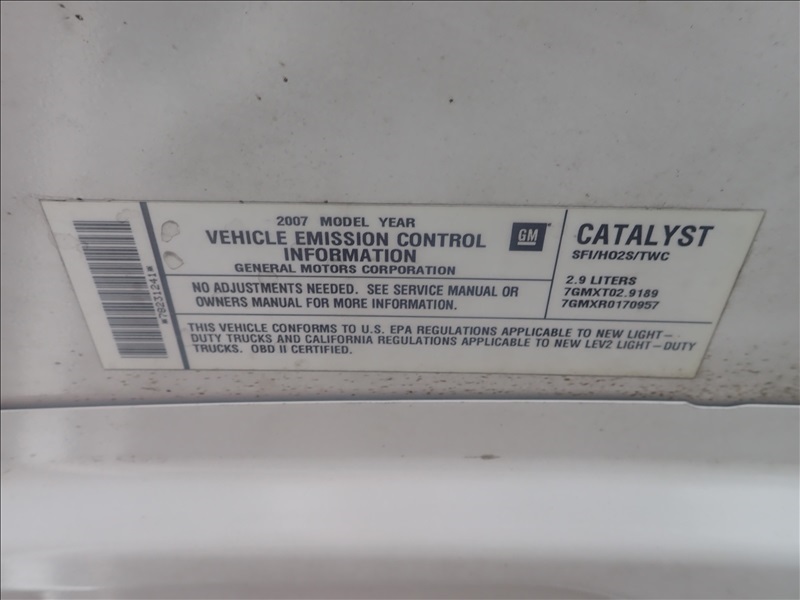 2007 MODEL YEAR
VEHICLE EMISSION CONTROL
INFORMATION
GENERAL MOTORS CORPORATION
GM
NO ADJUSTMENTS NEEDED. SEE SERVICE MANUAL OR
OWNERS MANUAL FOR MORE INFORMATION.
CATALYST
SFI/HO2S/TWC
2.9 LITERS
7GMXT02.9189
7GMXR0170957
THIS VEHICLE CONFORMS TO U.S. EPA REGULATIONS APPLICABLE TO NEW LIGHT-
DUTY TRUCKS AND CALIFORNIA REGULATIONS APPLICABLE TO NEW LEV2 LIGHT-DUTY
TRUCKS. OBD II CERTIFIED.